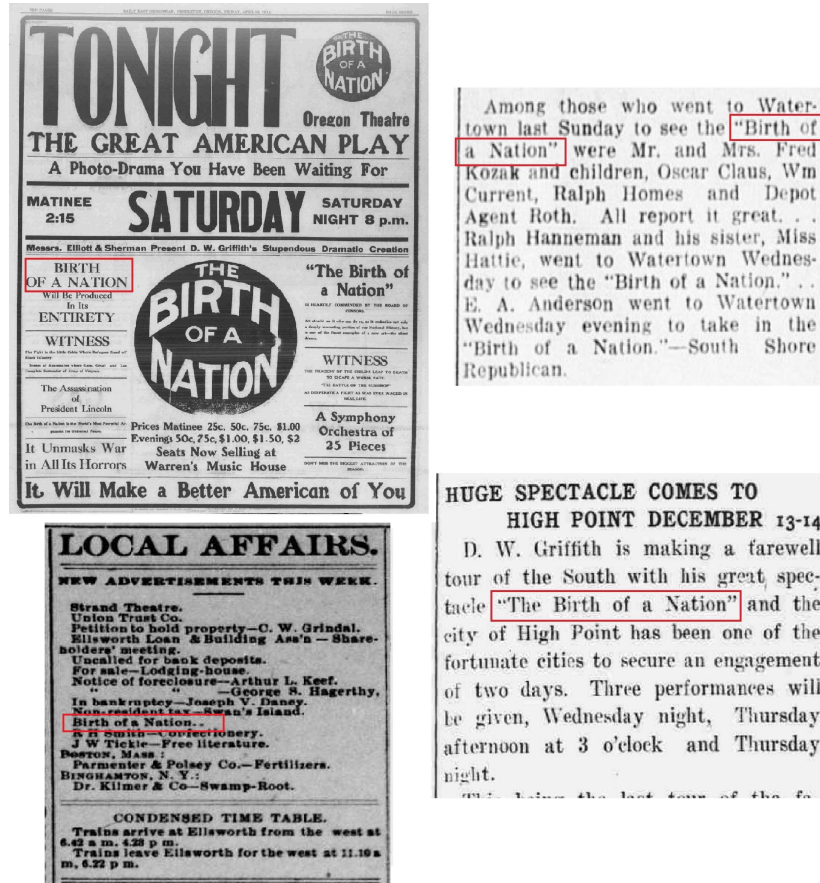 DAILY EAST OREGONIAN, PENDLETON, OREGON, FRIDAY, APRIL
TONIGHT
THE
BIRTH
OF A
NATION
Oregon Theatre
THE GREAT AMERICAN PLAY
A Photo-Drama You Have Been Waiting For
MATINEE
2:15
SATURDAY
SATURDAY
NIGHT 8 p.m.
Messrs. Elliott & Sherman Present D. W. Griffith's Stupendous Dramatic Creation
BIRTH
OF A NATION
Will Be Produced
In Its
ENTIRETY
WITNESS
The Assassination
of
President Lincoln
It Unmasks War
in All Its Horrors
THE
BIRTH
OF A
NATION
Prices Matinee 25c, 50c, 75c, $1.00
Evenings 50c, 75c, $1.00, $1.50, $2
Seats Now Selling at
Warren's Music House
"The Birth of
a Nation"
WITNESS
A Symphony
Orchestra of
25 Pieces
It Will Make a Better American of You
Among those who went to Water-
town last Sunday to see the "Birth of
a Nation" were Mr. and Mrs. Fred
Kozak and children, Oscar Claus, Wm
Current, Ralph Homes and Depot
Agent Roth. All report it great. . .
Ralph Hanneman and his sister, Miss
Hattie, went to Watertown Wednes-
day to see the "Birth of a Nation." . .
E. A. Anderson went to Watertown
Wednesday evening to take in the
"Birth of a Nation."—South Shore
Republican.
LOCAL AFFAIRS.
NEW ADVERTISEMENTS THIS WEEK.
Strand Theatre.
Union Trust Co.
Petition to hold property—C. W. Grindal.
Ellsworth Loan & Building Ass'n — Share-
holders' meeting.
Uncalled for bank deposits.
For sale—Lodging-house.
Notice of foreclosure—Arthur L. Keef.
" " —George S. Hagerthy,
In bankruptcy—Joseph V. Daney.
Non-resident tax—Swan's Island.
Birth of a Nation.
A H Smith—Confectionery.
J W Tickle—Free literature.
BOSTON, MASS.:
Parmenter & Polsey Co.—Fertilizers.
BINGHAMTON, N. Y.:
Dr. Kilmer & Co—Swamp-Root.
CONDENSED TIME TABLE.
Trains arrive at Ellsworth from the west at
6.42 a m, 4.28 p m.
Trains leave Ellsworth for the west at 11.10 a
m, 6.22 p m.
HUGE SPECTACLE COMES TO
HIGH POINT DECEMBER 13-14
D. W. Griffith is making a farewell
tour of the South with his great spec-
tacle "The Birth of a Nation" and the
city of High Point has been one of the
fortunate cities to secure an engagement
of two days. Three performances will
be given, Wednesday night, Thursday
afternoon at 3 o'clock and Thursday
night.